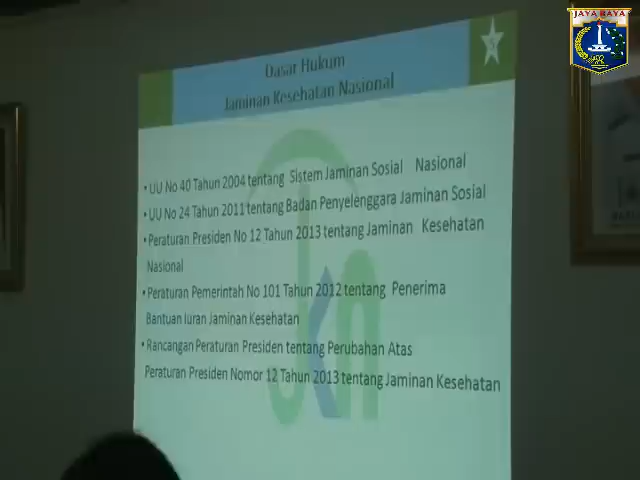 JAYA RAYA
Dasar Hukum
Jaminan Kesehatan Nasional
• UU No 40 Tahun 2004 tentang Sistem Jaminan Sosial Nasional
• UU No 24 Tahun 2011 tentang Badan Penyelenggara Jaminan Sosial
• Peraturan Presiden No 12 Tahun 2013 tentang Jaminan Kesehatan
Nasional
• Peraturan Pemerintah No 101 Tahun 2012 tentang Penerima
Bantuan Iuran Jaminan Kesehatan
• Rancangan Peraturan Presiden tentang Perubahan Atas
Peraturan Presiden Nomor 12 Tahun 2013 tentang Jaminan Kesehatan